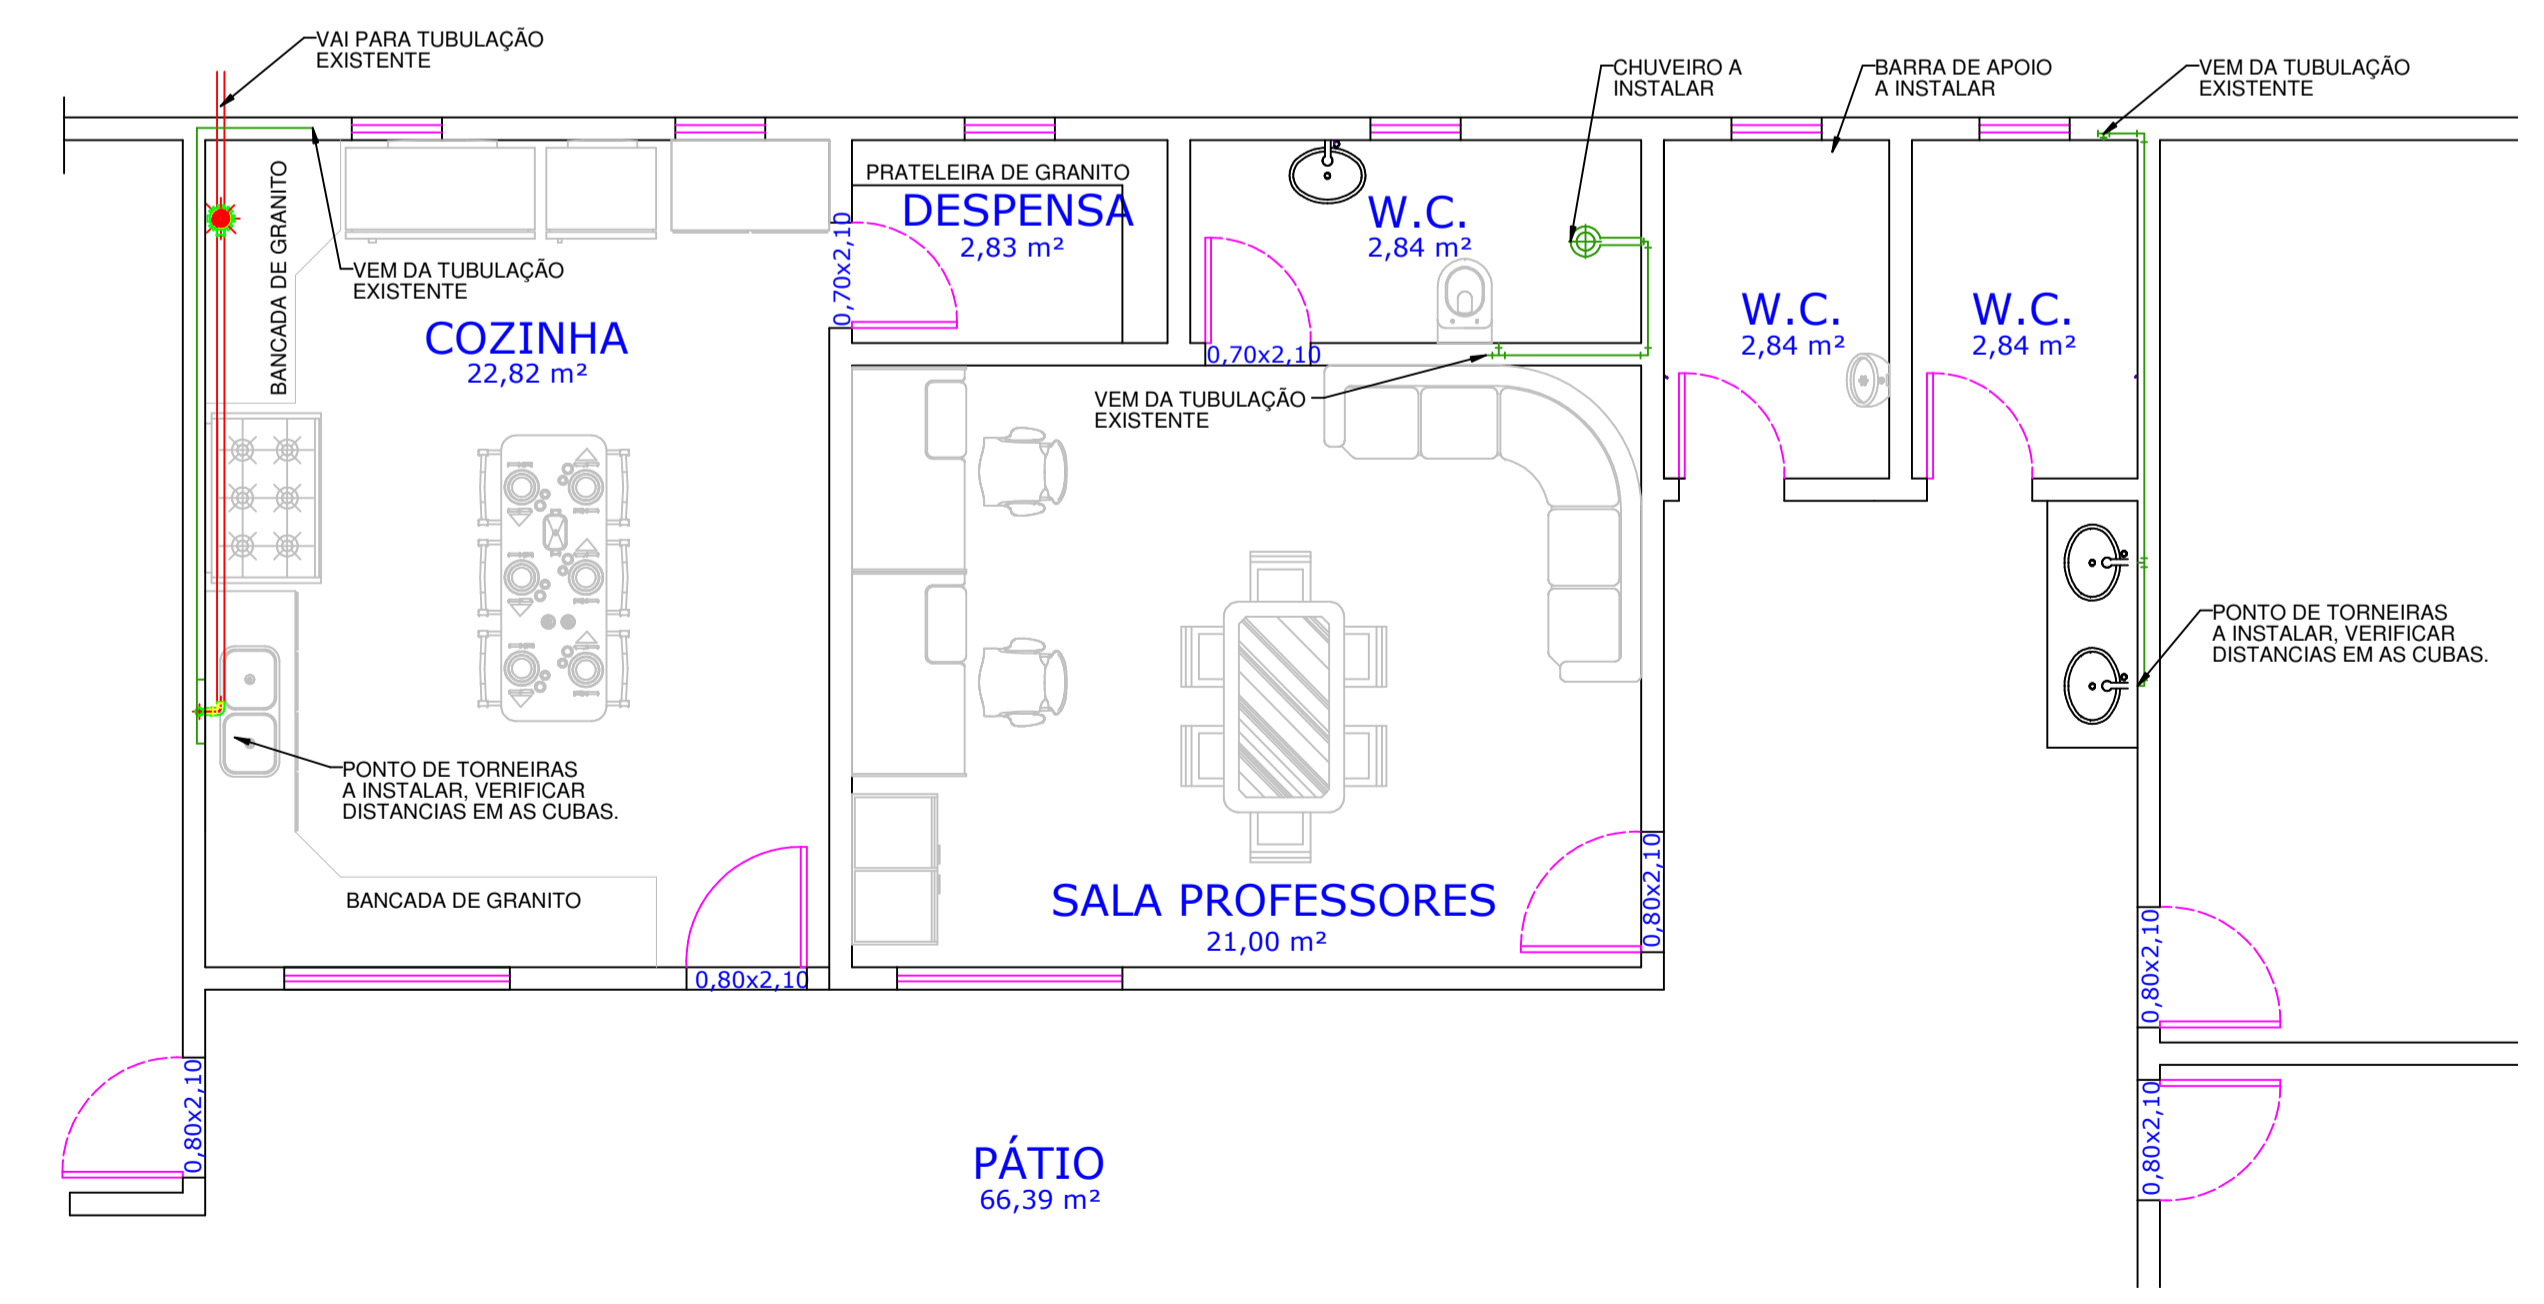 VAI PARA TUBULAÇÃO
EXISTENTE
CHUVEIRO A
INSTALAR
BARRA DE APOIO
A INSTALAR
VEM DA TUBULAÇÃO
EXISTENTE
BANCADA DE GRANITO
VEM DA TUBULAÇÃO
EXISTENTE
COZINHA
22,82 m²
0,70x2,10
PRATELEIRA DE GRANITO
DESPENSA
2,83 m²
W.C.
2,84 m²
0,70x2,10
W.C.
2,84 m²
W.C.
2,84 m²
VEM DA TUBULAÇÃO
EXISTENTE
PONTO DE TORNEIRAS
A INSTALAR, VERIFICAR
DISTANCIAS EM AS CUBAS.
PONTO DE TORNEIRAS
A INSTALAR, VERIFICAR
DISTANCIAS EM AS CUBAS.
BANCADA DE GRANITO
0,80x2,10
SALA PROFESSORES
21,00 m²
0,80x2,10
0,80x2,10
0,80x2,10
0,80x2,10
PÁTIO
66,39 m²